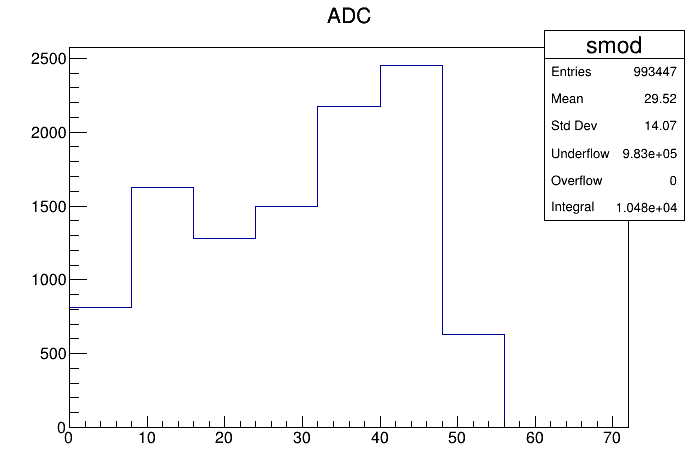 ADC
smod
Entries 993447
Mean 29.52
Std Dev 14.07
Underflow 9.83e+05
Overflow 0
Integral 1.048e+04
2500
2000
1500
1000
500
0
0 10 20 30 40 50 60 70